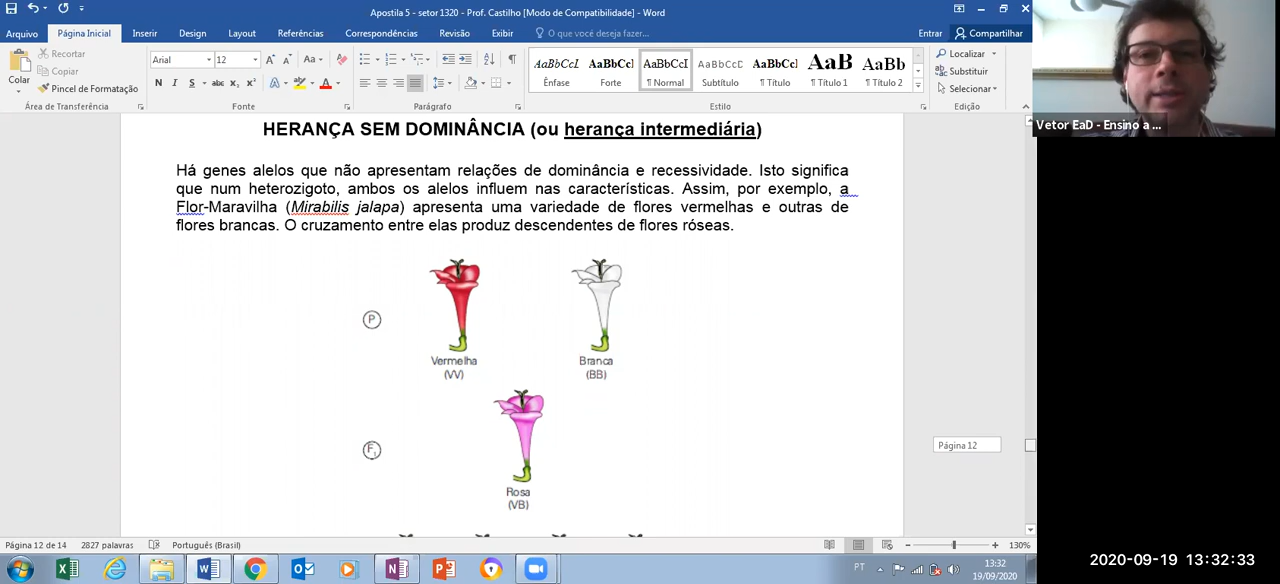 Apostila 5 - setor 1320 - Prof. Castilho [Modo de Compatibilidade] - Word
Arquivo Página Inicial Inserir Design Layout Referências Correspondências Revisão Exibir O que você deseja fazer... Entrar Compartilhar
Colar
Recortar
Copiar
Pincel de Formatação
Área de Transferência
Arial 12
Aa
N I S abc x₂ x²
Fonte
Parágrafo
AaBbCcI AaBbCc AaBbCcI AaBbCcC AaBbCcI AaB AaBb
Ênfase Forte ¶ Normal Subtítulo ¶ Título ¶ Título 1 ¶ Título 2
Estilo
Localizar
Substituir
Selecionar
Edição
Vetor EaD - Ensino a ...
HERANÇA SEM DOMINÂNCIA (ou herança intermediária)
Há genes alelos que não apresentam relações de dominância e recessividade. Isto significa
que num heterozigoto, ambos os alelos influem nas características. Assim, por exemplo, a
Flor-Maravilha (Mirabilis jalapa) apresenta uma variedade de flores vermelhas e outras de
flores brancas. O cruzamento entre elas produz descendentes de flores róseas.
P
Vermelha
(VV)
Branca
(BB)
F₁
Rosa
(VB)
Página 12
Página 12 de 14 2827 palavras Português (Brasil) 130%
PT 13:32
19/09/2020
2020-09-19 13:32:33